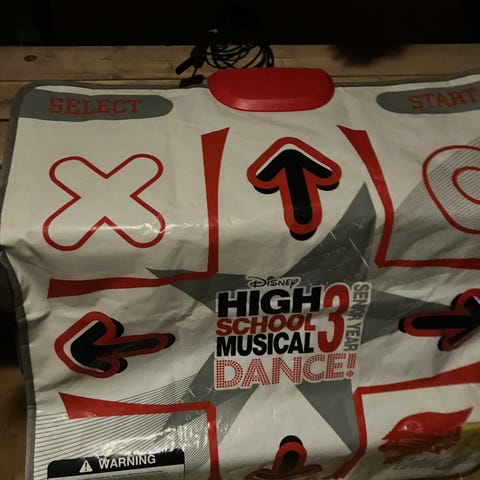 SELECT
START
DISNEY
HIGH
SCHOOL
MUSICAL
3
SENIOR YEAR
DANCE!
WARNING